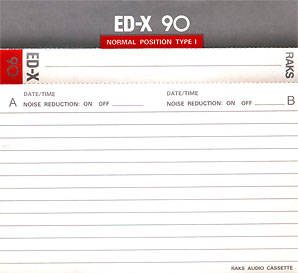 ED-X 90
NORMAL POSITION TYPE I
90
ED-X
RAKS
A
DATE/TIME
NOISE REDUCTION: ON OFF
DATE/TIME
NOISE REDUCTION: ON OFF
B
RAKS AUDIO CASSETTE